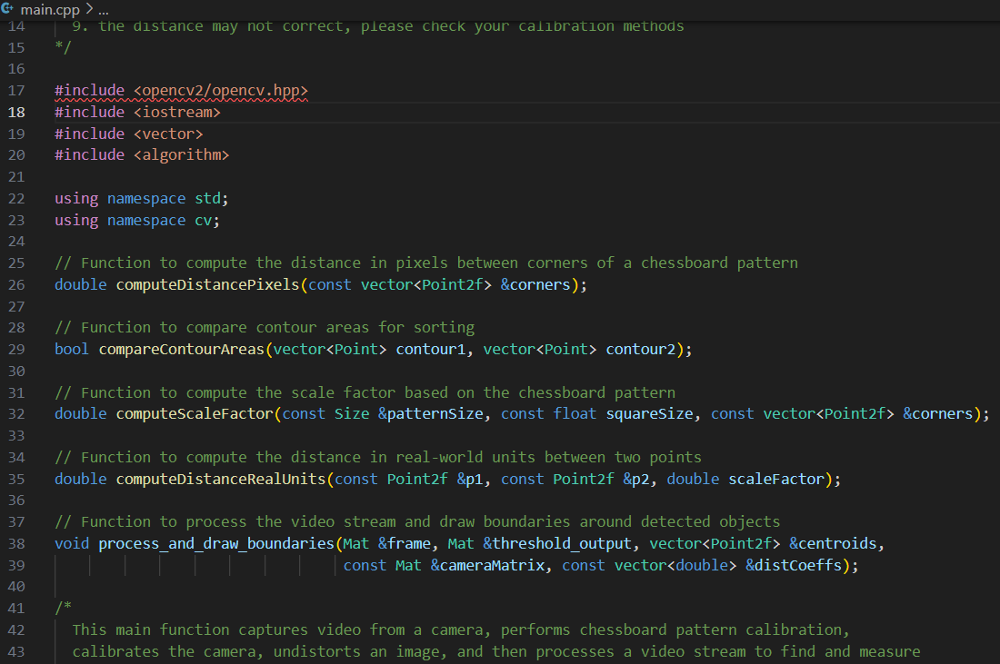 main.cpp > ...
14 9. the distance may not correct, please check your calibration methods
15 */
16
17 #include <opencv2/opencv.hpp>
18 #include <iostream>
19 #include <vector>
20 #include <algorithm>
21
22 using namespace std;
23 using namespace cv;
24
25 // Function to compute the distance in pixels between corners of a chessboard pattern
26 double computeDistancePixels(const vector<Point2f> &corners);
27
28 // Function to compare contour areas for sorting
29 bool compareContourAreas(vector<Point> contour1, vector<Point> contour2);
30
31 // Function to compute the scale factor based on the chessboard pattern
32 double computeScaleFactor(const Size &patternSize, const float squareSize, const vector<Point2f> &corners);
33
34 // Function to compute the distance in real-world units between two points
35 double computeDistanceRealUnits(const Point2f &p1, const Point2f &p2, double scaleFactor);
36
37 // Function to process the video stream and draw boundaries around detected objects
38 void process_and_draw_boundaries(Mat &frame, Mat &threshold_output, vector<Point2f> &centroids,
39 const Mat &cameraMatrix, const vector<double> &distCoeffs);
40
41 /*
42 This main function captures video from a camera, performs chessboard pattern calibration,
43 calibrates the camera, undistorts an image, and then processes a video stream to find and measure